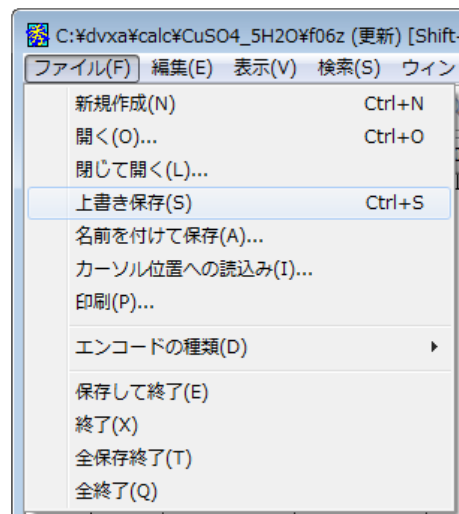 C:¥dvxa¥calc¥CuSO4_5H2O¥f06z (更新) [Shift-
ファイル(F) 編集(E) 表示(V) 検索(S) ウィン
新規作成(N) Ctrl+N
開く(O)... Ctrl+O
閉じて開く(L)...
上書き保存(S) Ctrl+S
名前を付けて保存(A)...
カーソル位置への読込み(I)...
印刷(P)...
エンコードの種類(D)
保存して終了(E)
終了(X)
全保存終了(T)
全終了(Q)